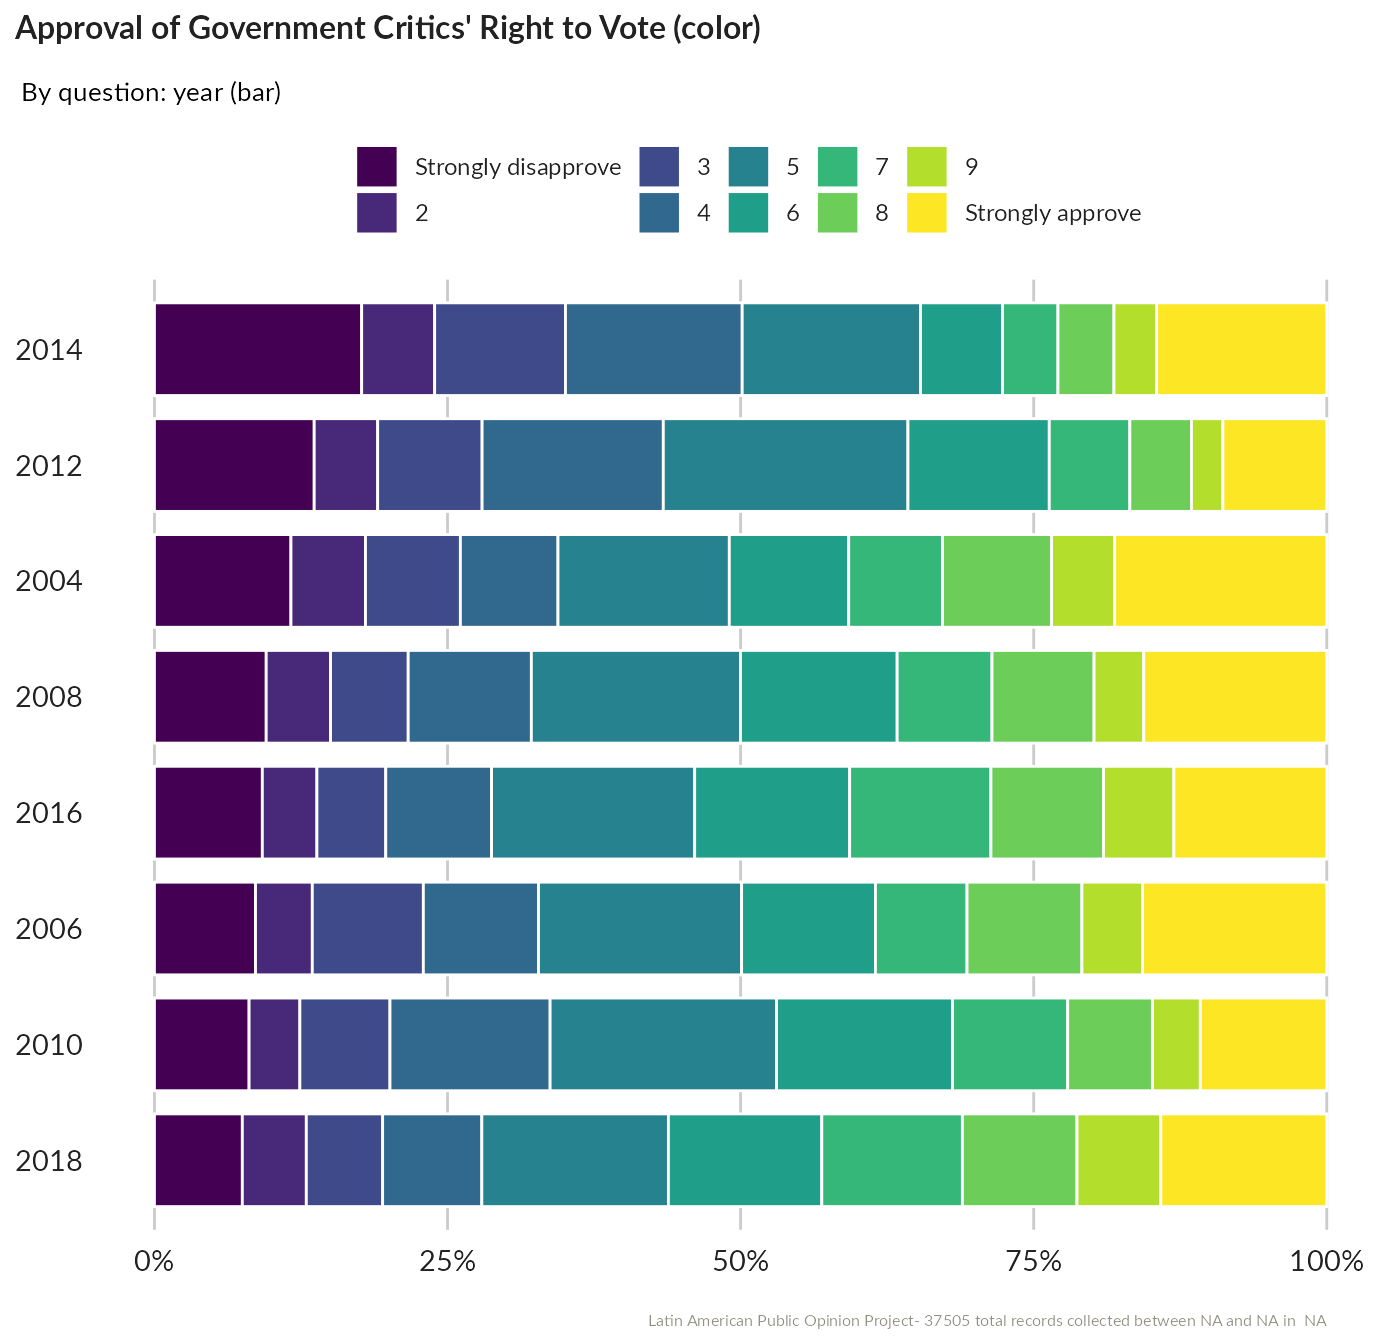 Approval of Government Critics' Right to Vote (color)
By question: year (bar)
Strongly disapprove 3 5 7 9
2 4 6 8 Strongly approve
2014
2012
2004
2008
2016
2006
2010
2018
0% 25% 50% 75% 100%
Latin American Public Opinion Project- 37505 total records collected between NA and NA in  NA